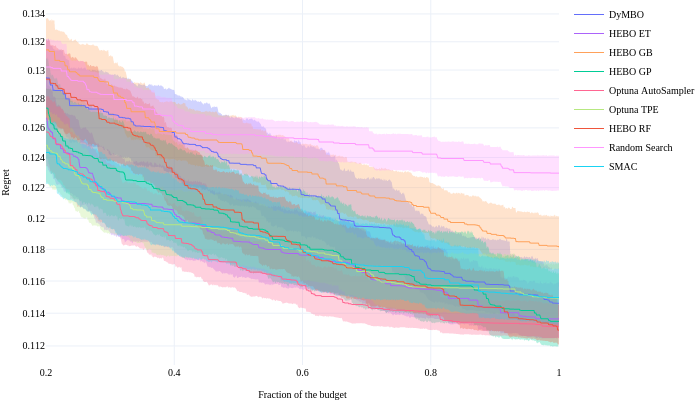 0.134
0.132
0.13
0.128
0.126
0.124
0.122
0.12
0.118
0.116
0.114
0.112
Regret
0.2
0.4
0.6
0.8
1
Fraction of the budget
DyMBO
HEBO ET
HEBO GB
HEBO GP
Optuna AutoSampler
Optuna TPE
HEBO RF
Random Search
SMAC